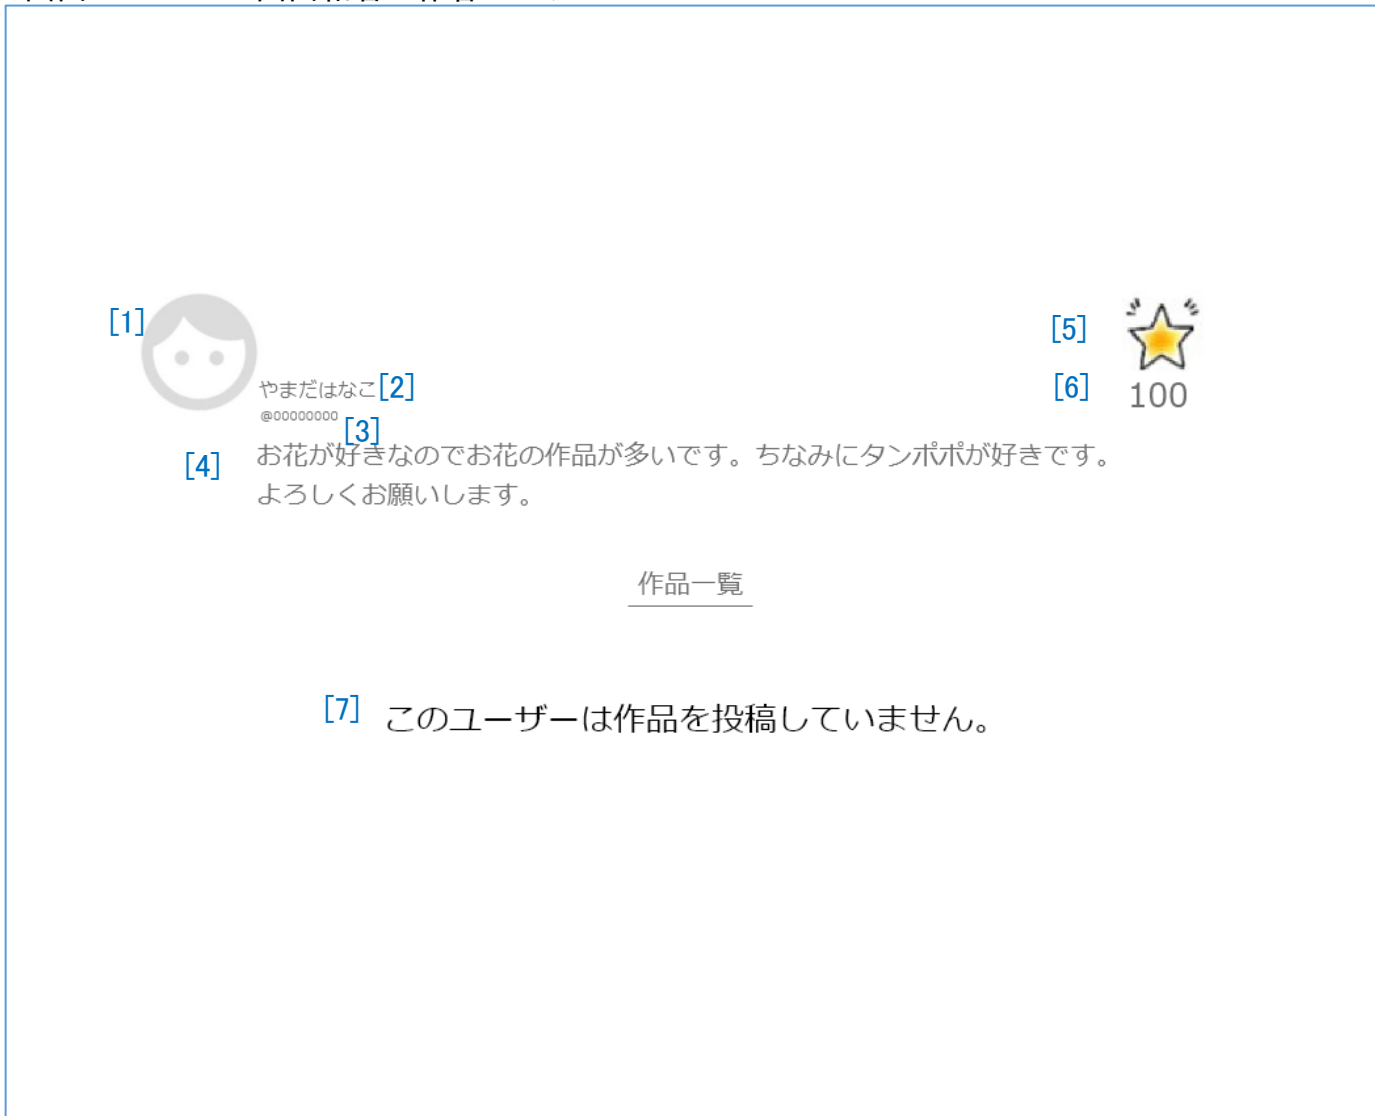 [1]
やまだはなこ[2]
@00000000
[3]
[4]
お花が好きなのでお花の作品が多いです。ちなみにタンポポが好きです。
よろしくお願いします。
[5]
[6]
100
作品一覧
[7] このユーザーは作品を投稿していません。